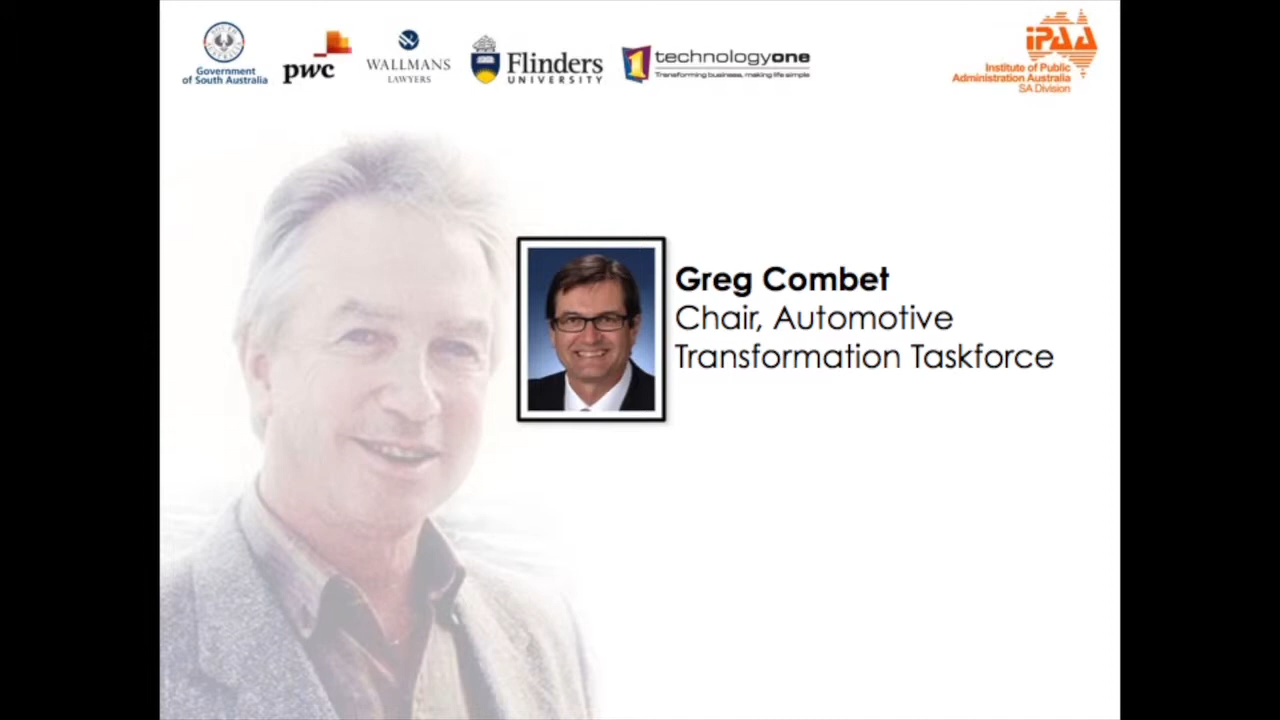 Government
of South Australia
pwc
WALLMANS
LAWYERS
Flinders
UNIVERSITY
1
technologyone
Transforming business, making life simple
iPAA
Institute of Public
Administration Australia
SA Division
Greg Combet
Chair, Automotive
Transformation Taskforce